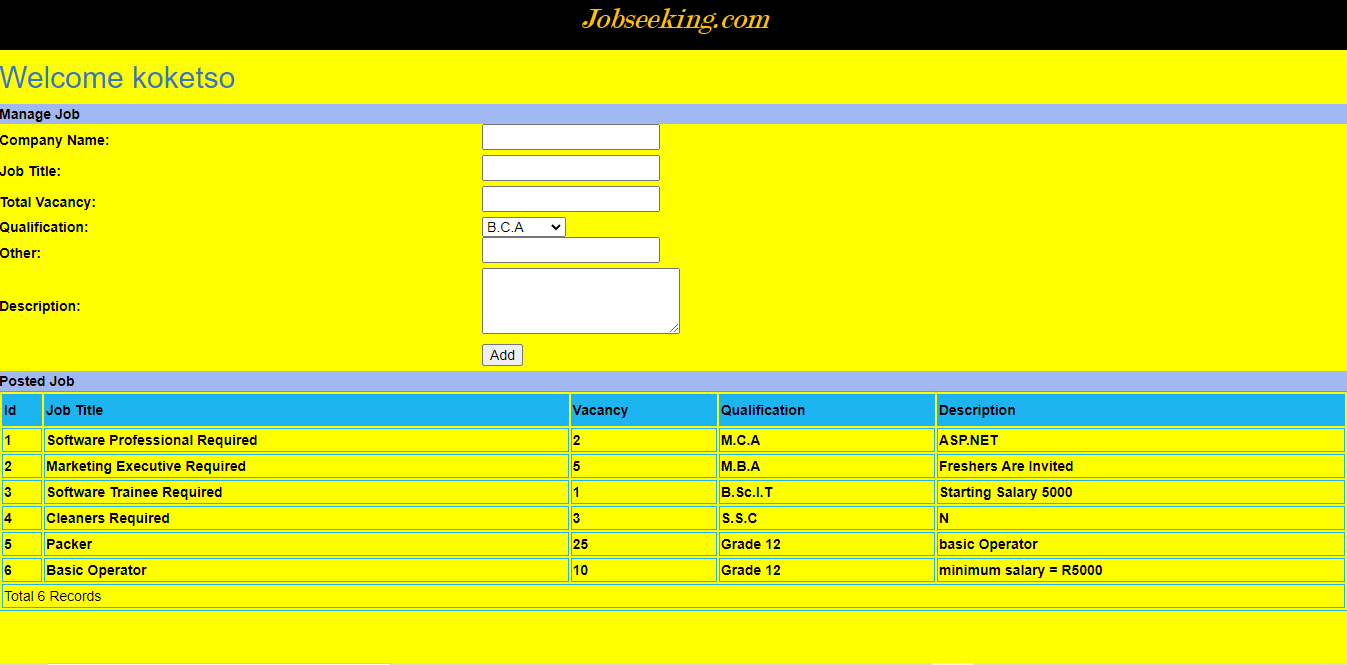 Jobseeking.com
Welcome koketso
Manage Job
Company Name:
Job Title:
Total Vacancy:
Qualification: B.C.A
Other:
Description:
Add
Posted Job
Id Job Title Vacancy Qualification Description
1 Software Professional Required 2 M.C.A ASP.NET
2 Marketing Executive Required 5 M.B.A Freshers Are Invited
3 Software Trainee Required 1 B.Sc.I.T Starting Salary 5000
4 Cleaners Required 3 S.S.C N
5 Packer 25 Grade 12 basic Operator
6 Basic Operator 10 Grade 12 minimum salary = R5000
Total 6 Records